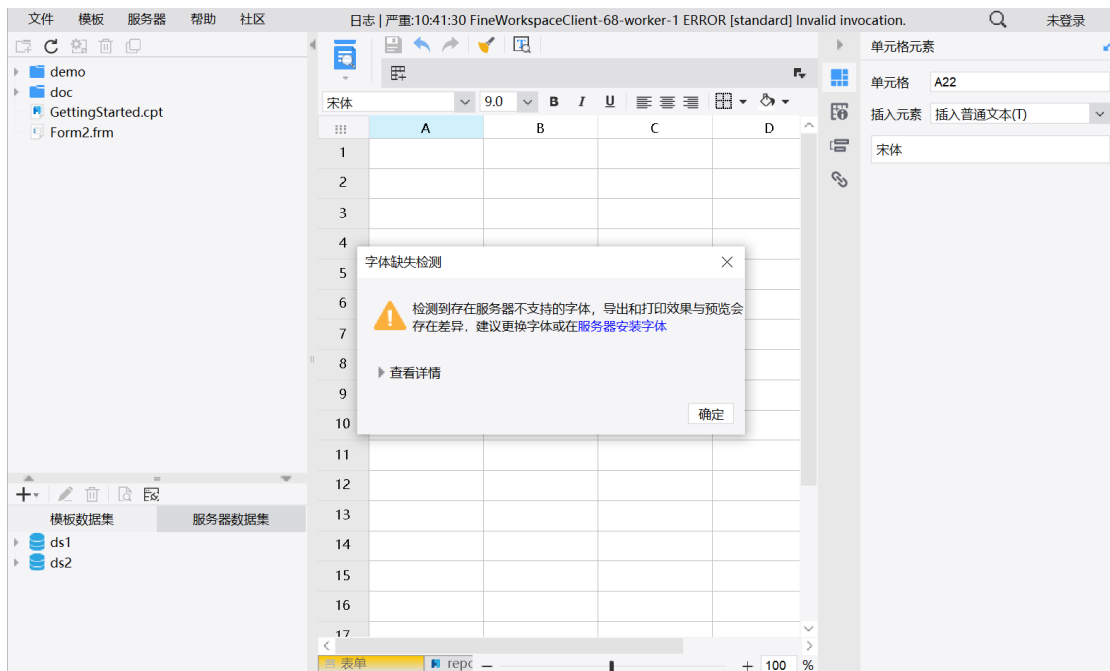 文件 模板 服务器 帮助 社区 日志 | 严重:10:41:30 FineWorkspaceClient-68-worker-1 ERROR [standard] Invalid invocation. 未登录
单元格元素
demo
doc
GettingStarted.cpt
Form2.frm
宋体 9.0 B I U
单元格 A22
插入元素 插入普通文本(T)
宋体
A B C D
1
2
3
4
5
6
7
8
9
10
11
12
13
14
15
16
17
字体缺失检测
检测到存在服务器不支持的字体，导出和打印效果与预览会
存在差异，建议更换字体或在服务器安装字体
查看详情
确定
模板数据集 服务器数据集
ds1
ds2
表单 repo 100 %